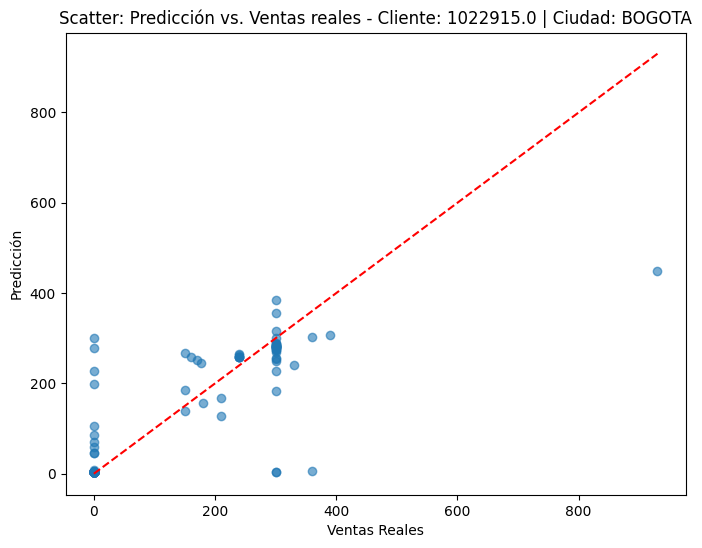 Scatter: Predicción vs. Ventas reales - Cliente: 1022915.0 | Ciudad: BOGOTA
Predicción
800
600
400
200
0
0 200 400 600 800
Ventas Reales